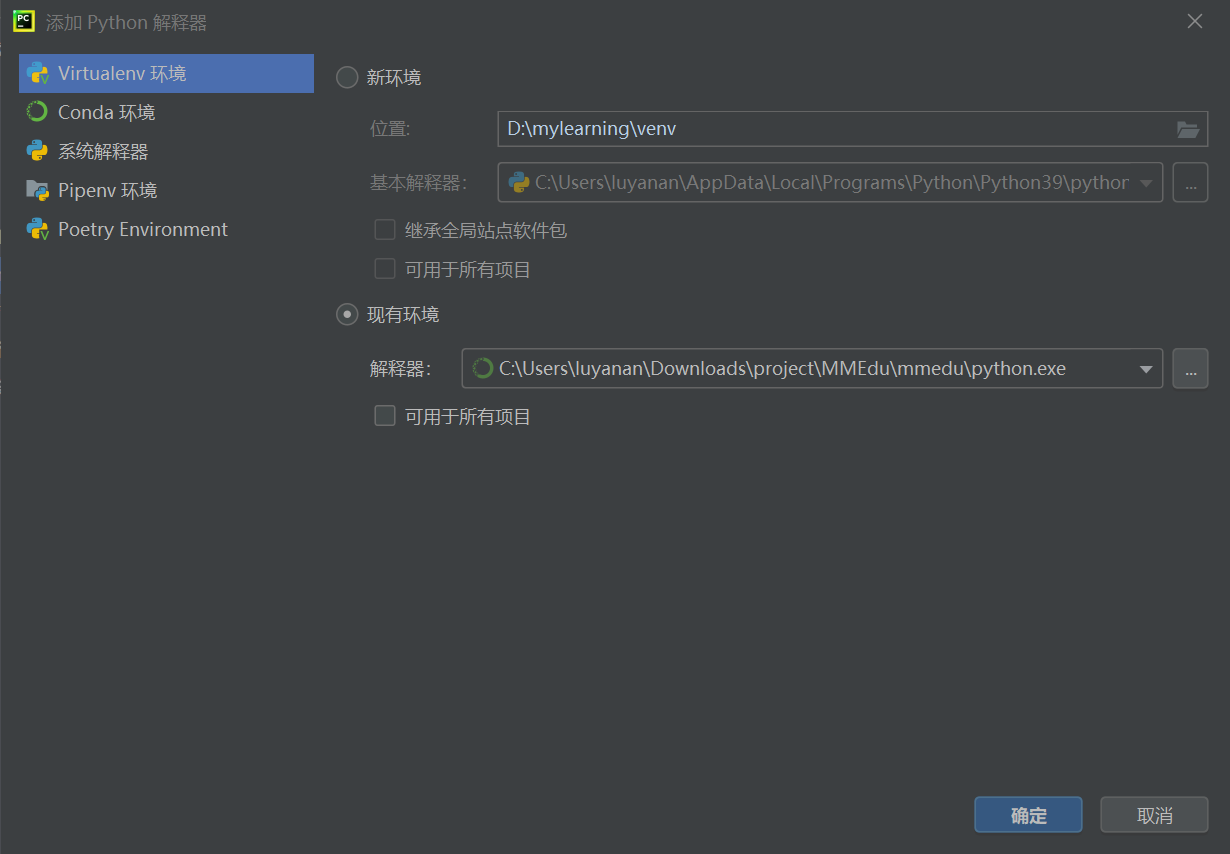 添加 Python 解释器
Virtualenv 环境
Conda 环境
系统解释器
Pipenv 环境
Poetry Environment
新环境
位置: D:\mylearning\venv
基本解释器: C:\Users\luyanan\AppData\Local\Programs\Python\Python39\python ...
继承全局站点软件包
可用于所有项目
现有环境
解释器: C:\Users\luyanan\Downloads\project\MMEdu\mmedu\python.exe ...
可用于所有项目
确定 取消